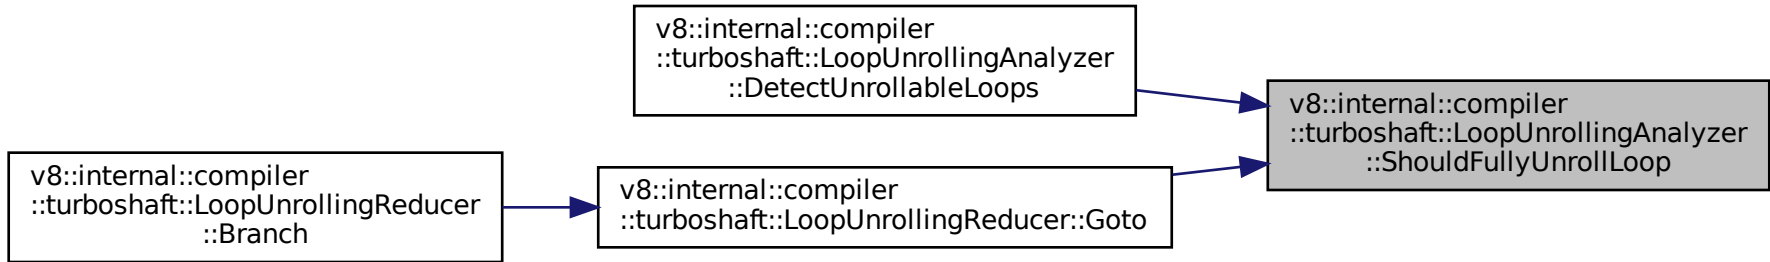 v8::internal::compiler
::turboshaft::LoopUnrollingAnalyzer
::DetectUnrollableLoops
v8::internal::compiler
::turboshaft::LoopUnrollingAnalyzer
::ShouldFullyUnrollLoop
v8::internal::compiler
::turboshaft::LoopUnrollingReducer
::Branch
v8::internal::compiler
::turboshaft::LoopUnrollingReducer::Goto